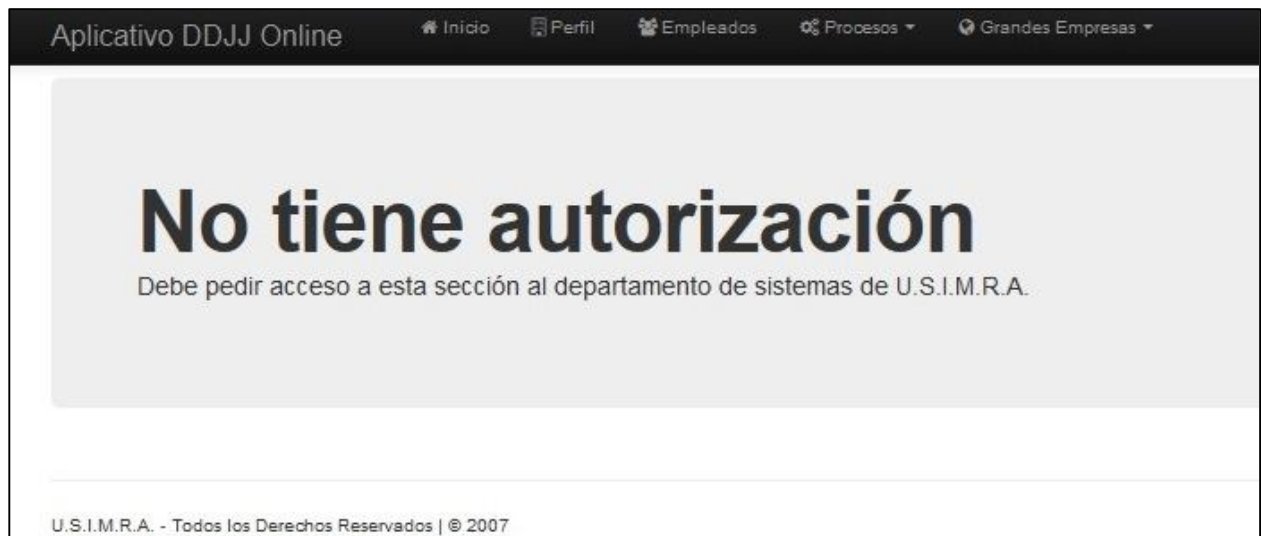 Aplicativo DDJJ Online Inicio Perfil Empleados Procesos Grandes Empresas
No tiene autorización
Debe pedir acceso a esta sección al departamento de sistemas de U.S.I.M.R.A.
U.S.I.M.R.A. - Todos los Derechos Reservados | © 2007